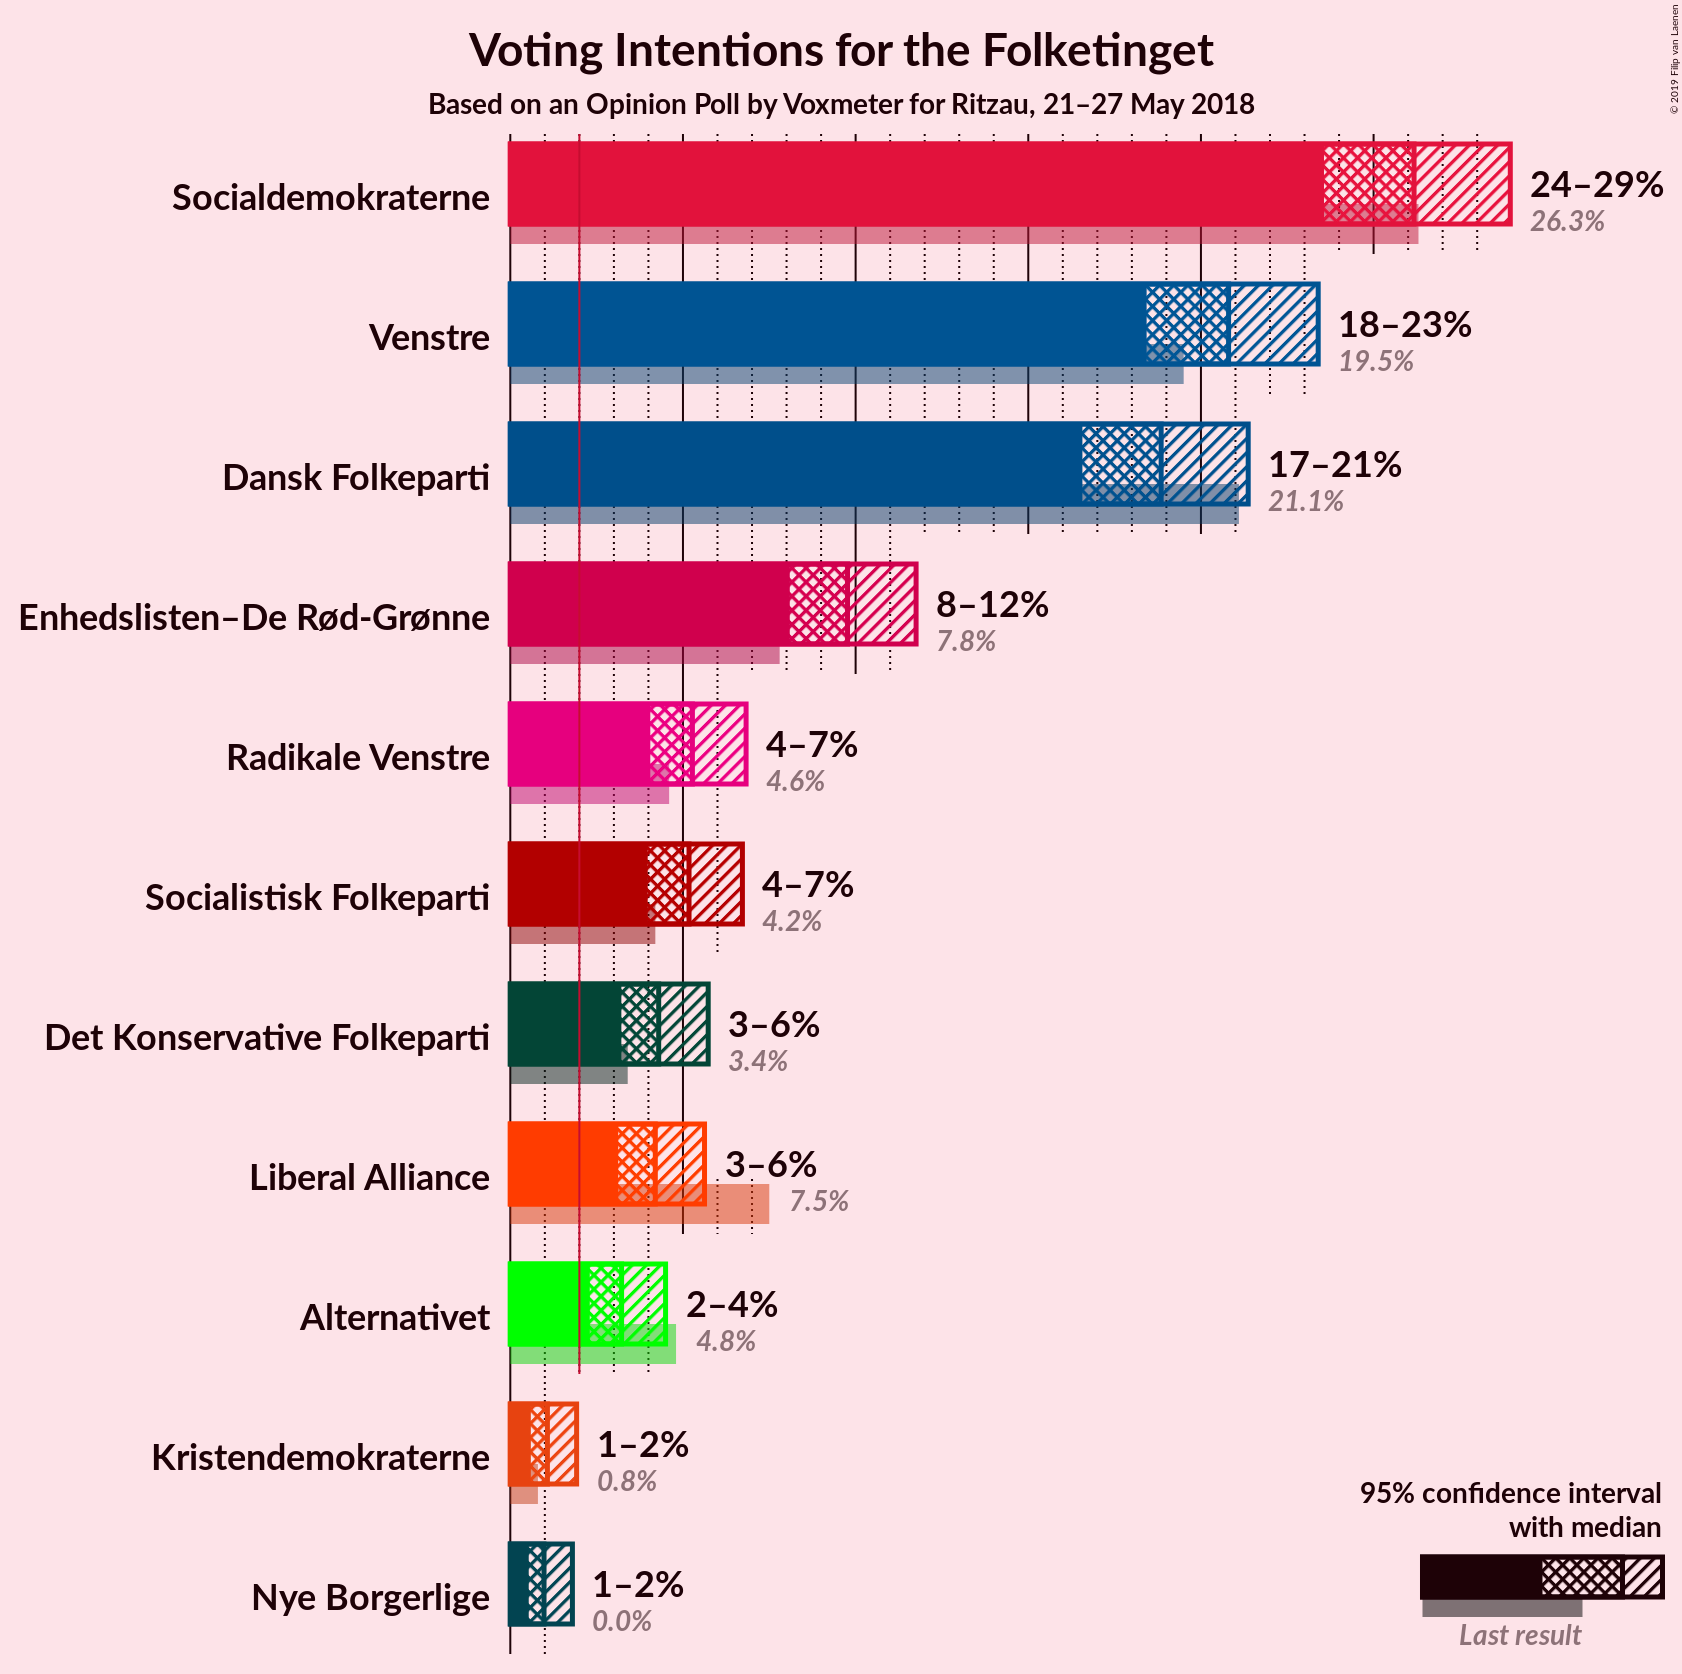 © 2019 Filip van Laenen
Voting Intentions for the Folketinget
Based on an Opinion Poll by Voxmeter for Ritzau, 21–27 May 2018
Socialdemokraterne
24–29%
26.3%
Venstre
18–23%
19.5%
Dansk Folkeparti
17–21%
21.1%
Enhedslisten–De Rød-Grønne
8–12%
7.8%
Radikale Venstre
4–7%
4.6%
Socialistisk Folkeparti
4–7%
4.2%
Det Konservative Folkeparti
3–6%
3.4%
Liberal Alliance
3–6%
7.5%
Alternativet
2–4%
4.8%
Kristendemokraterne
1–2%
0.8%
Nye Borgerlige
1–2%
0.0%
95% confidence interval
with median
Last result